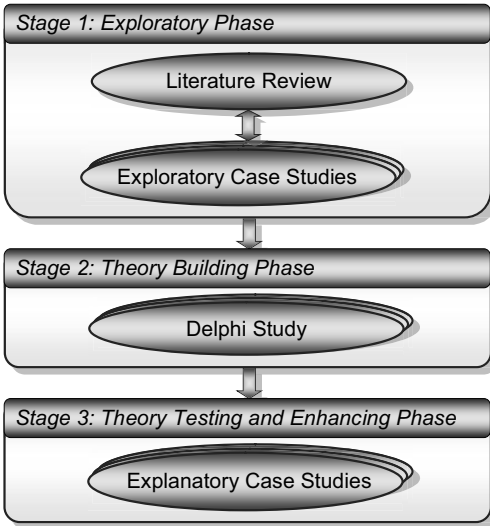 Stage 1: Exploratory Phase
Literature Review
Exploratory Case Studies
Stage 2: Theory Building Phase
Delphi Study
Stage 3: Theory Testing and Enhancing Phase
Explanatory Case Studies